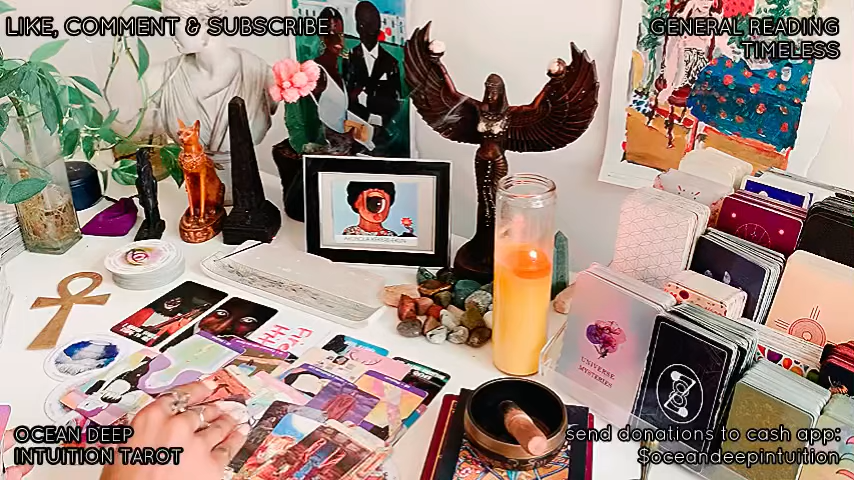 LIKE, COMMENT & SUBSCRIBE
GENERAL READING
TIMELESS
UNIVERSE
MYSTERIES
OCEAN DEEP
INTUITION TAROT
send donations to cash app:
$oceandeepintuition